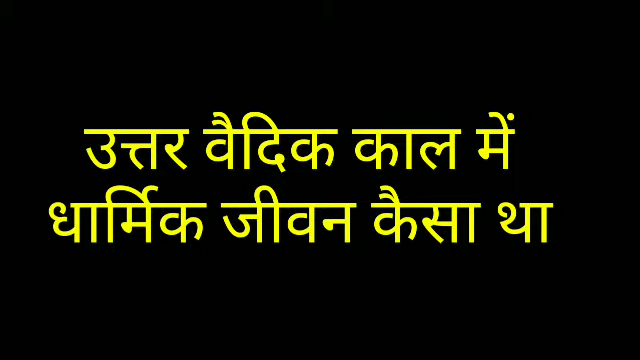 उत्तर वैदिक काल में
धार्मिक जीवन कैसा था